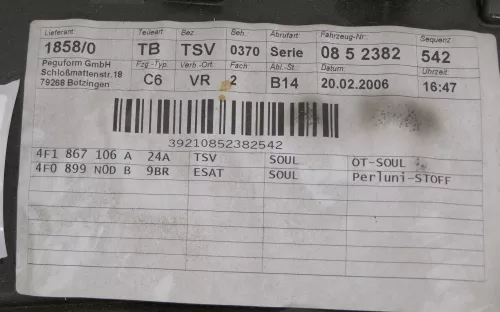 Lieferant: Teileart: Bez. Beh. Abrufart: Fahrzeug-Nr.: Sequenz:
1858/0 TB TSV 0370 Serie 08 5 2382 542
Peguform GmbH Fzg.-Typ. Verb.-Ort. Fach: Abl.-St. Datum: Uhrzeit:
Schloßmattenstr.18 C6 VR 2 B14 20.02.2006 16:47
79268 Botzingen
39210852382542
4F1 867 106 A 24A TSV SOUL OT-SOUL
4F0 899 NÖD B 9BR ESAT SOUL Perluni-STOFF